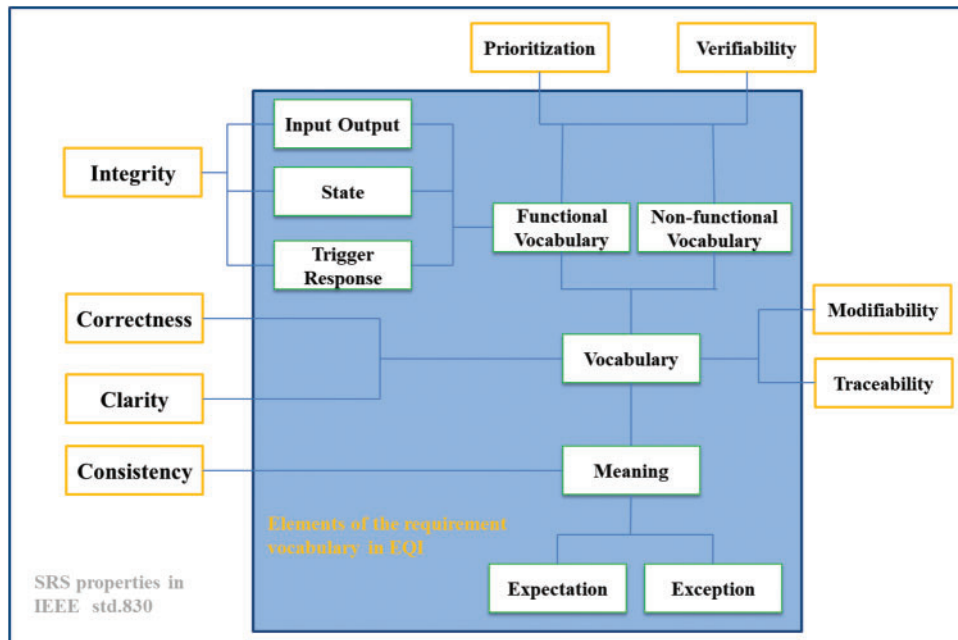 Prioritization
Verifiability
Input Output
Integrity
State
Functional
Vocabulary
Non-functional
Vocabulary
Trigger
Response
Correctness
Modifiability
Vocabulary
Clarity
Traceability
Consistency
Meaning
Elements of the requirement
vocabulary in EQI
SRS properties in
IEEE std.830
Expectation
Exception